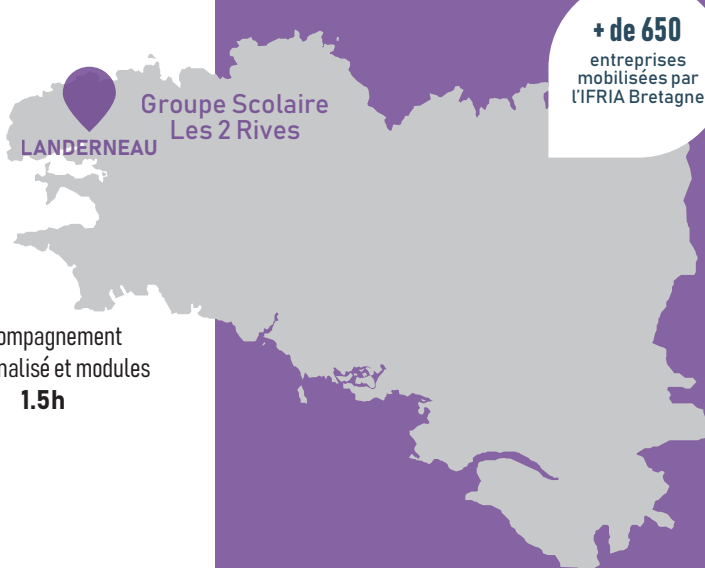 + de 650
entreprises
mobilisées par
l'IFRIA Bretagne
Groupe Scolaire
Les 2 Rives
LANDERNEAU
ompagnement
nalisé et modules
1.5h